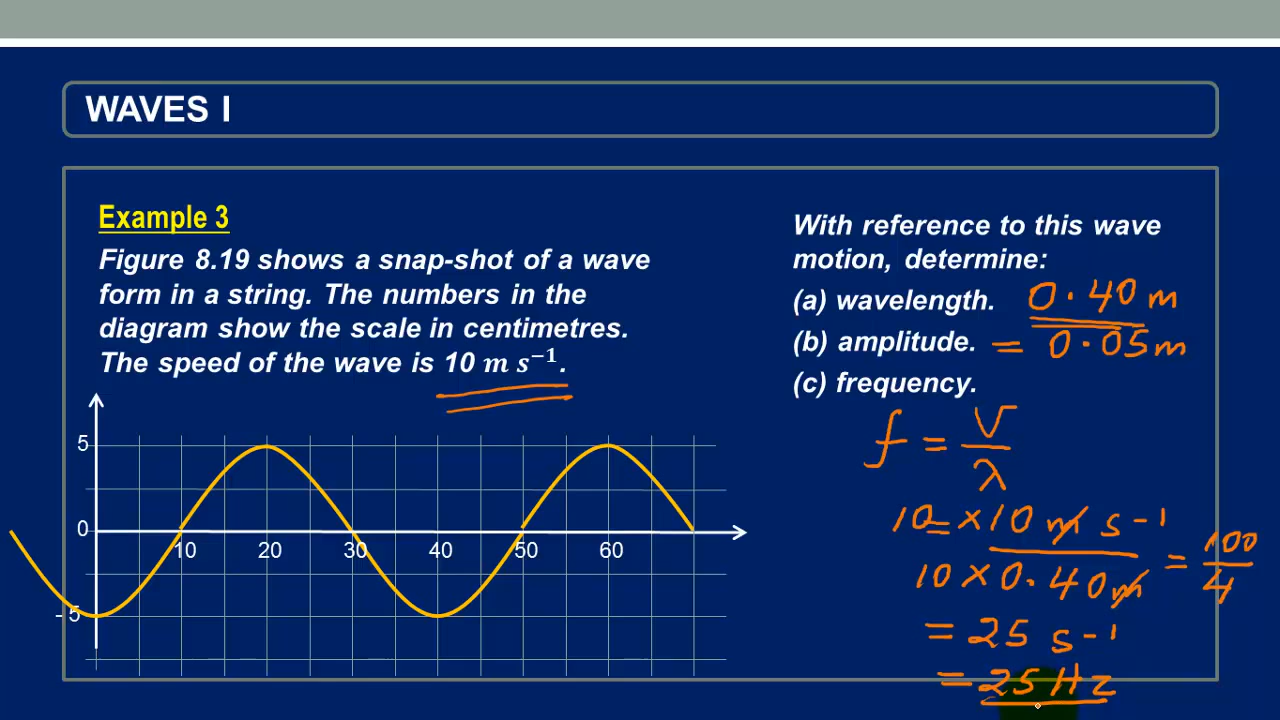 WAVES I
Example 3
Figure 8.19 shows a snap-shot of a wave
form in a string. The numbers in the
diagram show the scale in centimetres.
The speed of the wave is 10 m s⁻¹.
5
0
10 20 30 40 50 60
- 5
With reference to this wave
motion, determine:
(a) wavelength. 0.40 m
(b) amplitude. = 0.05 m
(c) frequency.
f = v/λ
10 × 10 m s-1 / 10 × 0.40 m = 100/4
= 25 s-1
= 25 Hz